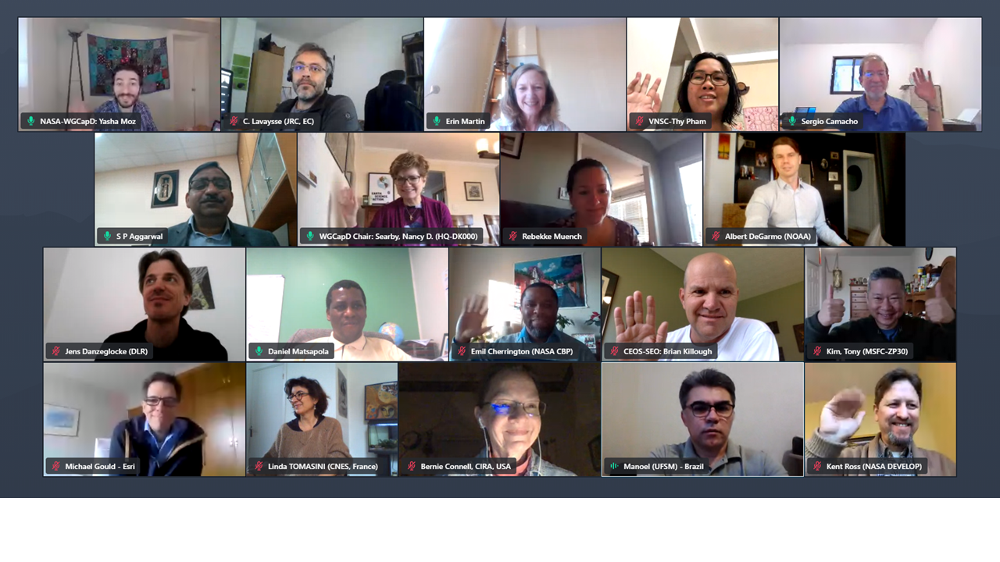 NASA-WGCapD: Yasha Moz
C. Lavaysse (JRC, EC)
Erin Martin
VNSC-Thy Pham
Sergio Camacho
S P Aggarwal
EARTH.
SCIENCE.
ACTION.
WGCapD Chair: Searby, Nancy D. (HQ-DK000)
Rebekke Muench
Albert DeGarmo (NOAA)
Jens Danzeglocke (DLR)
Daniel Matsapola
Emil Cherrington (NASA CBP)
CEOS-SEO: Brian Killough
Kim, Tony (MSFC-ZP30)
Michael Gould - Esri
Linda TOMASINI (CNES, France)
Bernie Connell, CIRA, USA
Manoel (UFSM) - Brazil
Kent Ross (NASA DEVELOP)